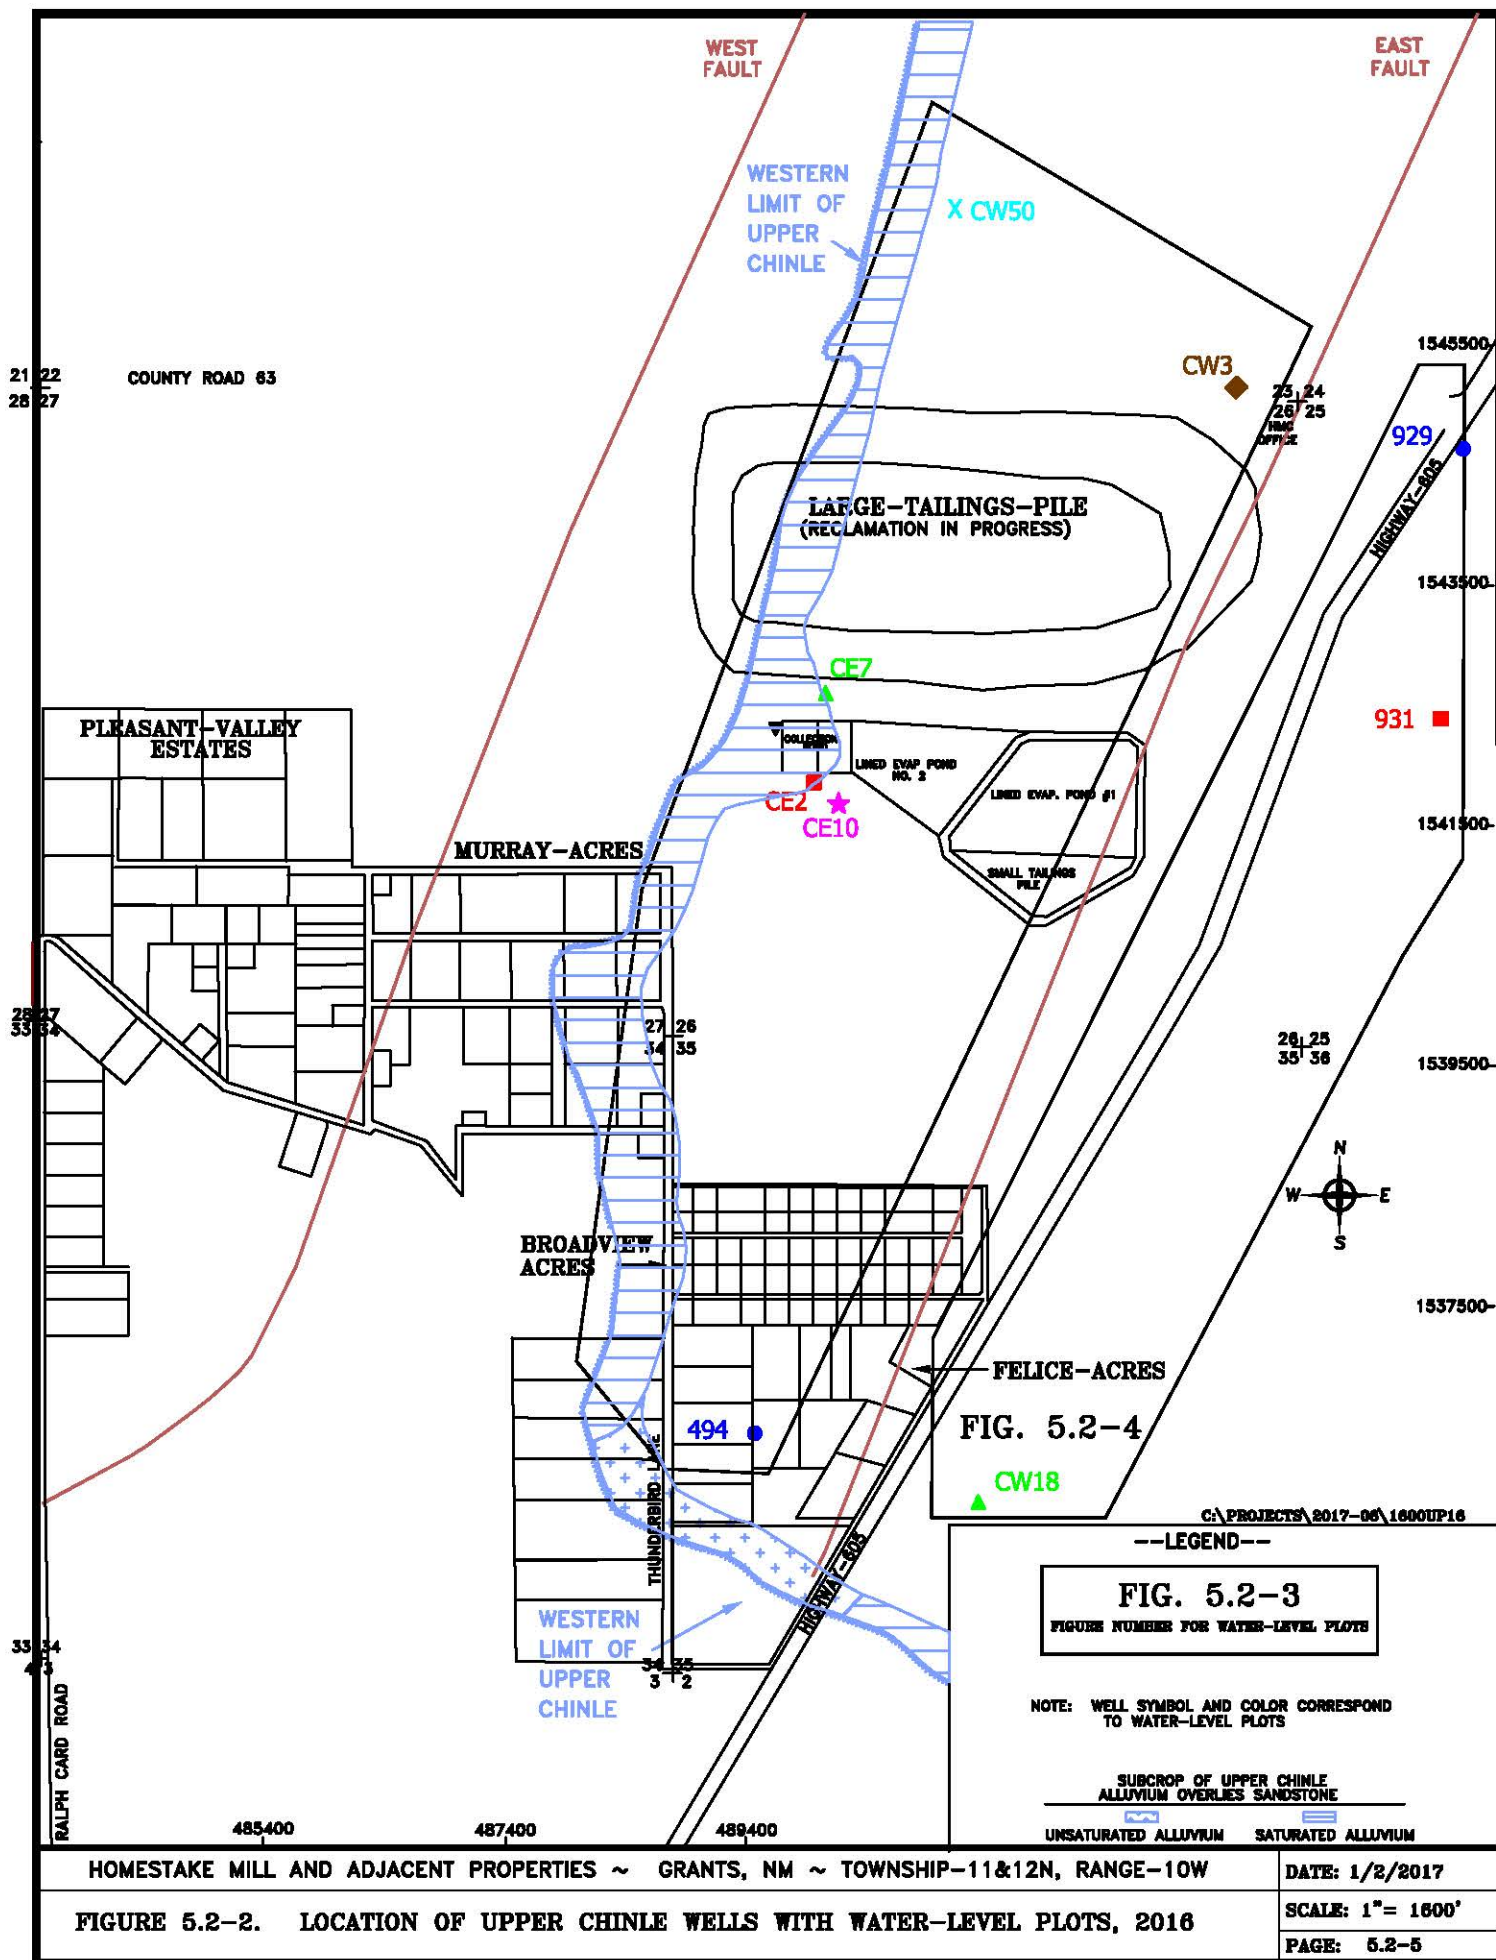 WEST
FAULT
EAST
FAULT
WESTERN
LIMIT OF
UPPER
CHINLE
X CW50
1545500
CW3
21 22
28 27
COUNTY ROAD 63
23 24
26 25
HMC
OFFICE
929
HIGHWAY-605
LARGE-TAILINGS-PILE
(RECLAMATION IN PROGRESS)
1543500
CE7
931
PLEASANT-VALLEY
ESTATES
LINED EVAP POND
NO. 2
LINED EVAP. POND #1
CE2
CE10
1541500
MURRAY-ACRES
SMALL TAILINGS
PILE
28 27
33 34
27 26
34 35
26 25
35 36
1539500
N
W E
S
BROADVIEW
ACRES
1537500
FELICE-ACRES
FIG. 5.2-4
494
THUNDERBIRD LANE
CW18
C:\PROJECTS\2017-06\1600UP16
--LEGEND--
FIG. 5.2-3
FIGURE NUMBER FOR WATER-LEVEL PLOTS
HIGHWAY-605
WESTERN
LIMIT OF
UPPER
CHINLE
33 34
4 3
34 35
3 2
NOTE: WELL SYMBOL AND COLOR CORRESPOND
TO WATER-LEVEL PLOTS
RALPH CARD ROAD
SUBCROP OF UPPER CHINLE
ALLUVIUM OVERLIES SANDSTONE
UNSATURATED ALLUVIUM SATURATED ALLUVIUM
485400 487400 489400
HOMESTAKE MILL AND ADJACENT PROPERTIES ~ GRANTS, NM ~ TOWNSHIP-11&12N, RANGE-10W
DATE: 1/2/2017
FIGURE 5.2-2. LOCATION OF UPPER CHINLE WELLS WITH WATER-LEVEL PLOTS, 2016
SCALE: 1"= 1600'
PAGE: 5.2-5